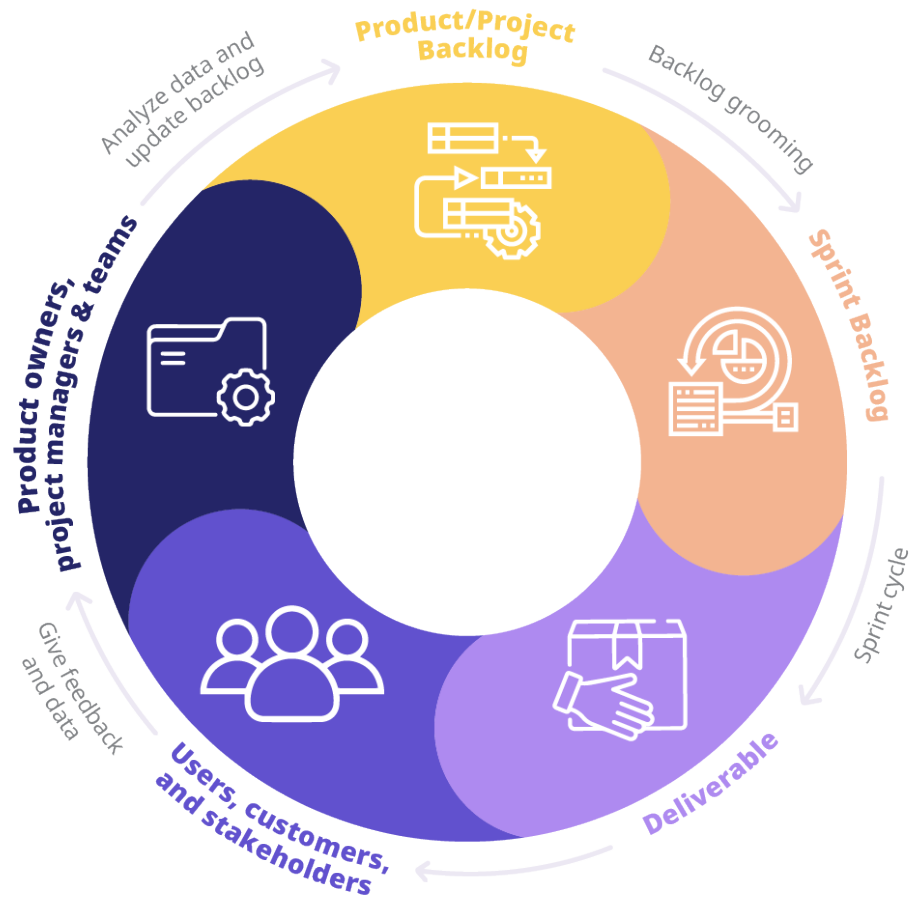 Product/Project
Backlog
Backlog grooming
Sprint Backlog
Sprint cycle
Deliverable
Users, customers,
and stakeholders
Give feedback
and data
Product owners,
project managers & teams
Analyze data and
update backlog